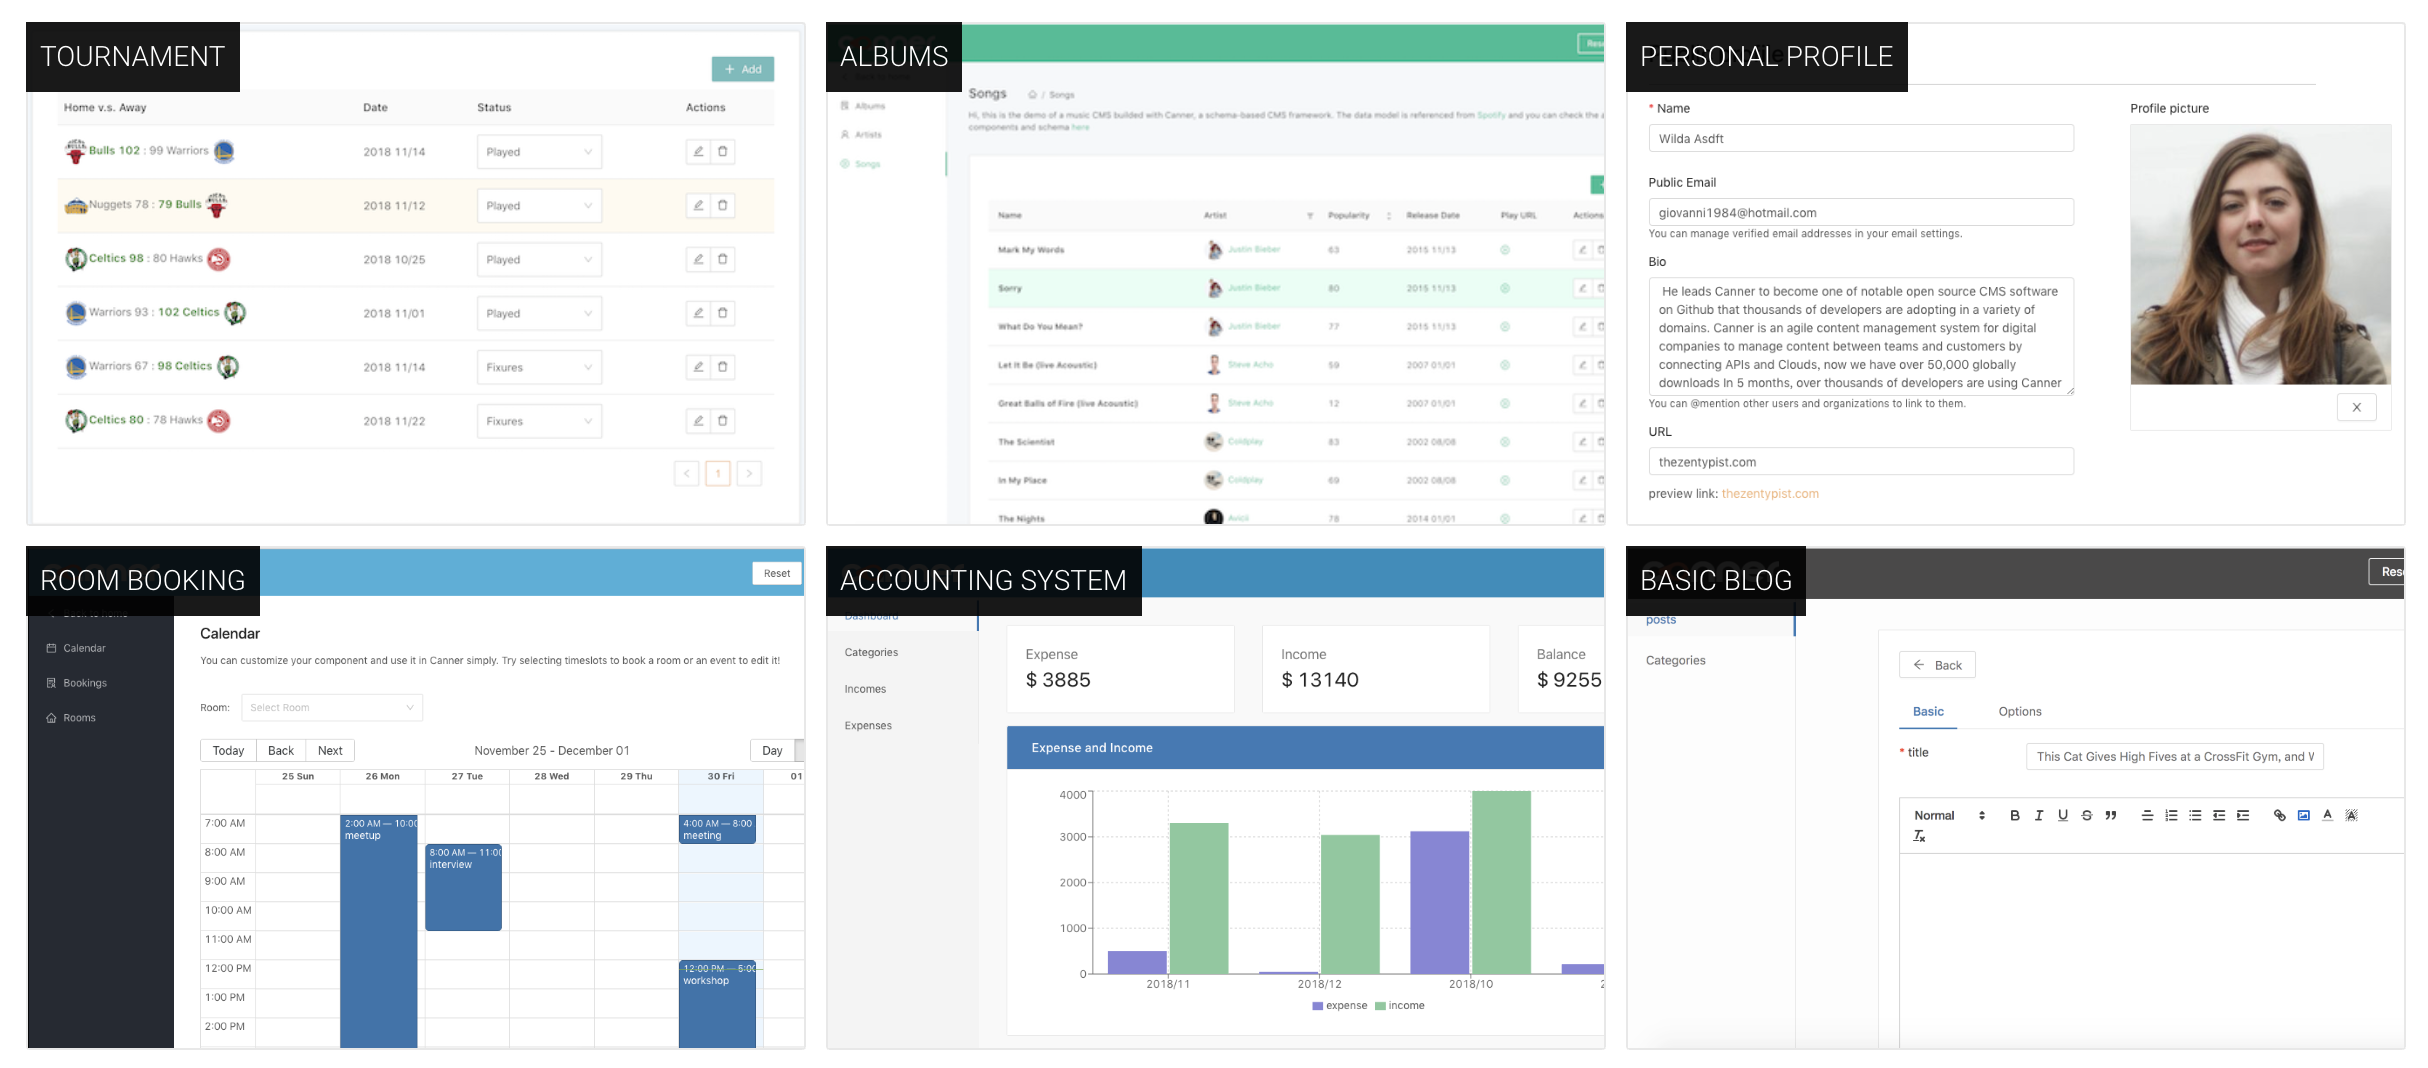 TOURNAMENT
+ Add
Home v.s. Away Date Status Actions
Bulls 102 : 99 Warriors 2018 11/14 Played
Nuggets 78 : 79 Bulls 2018 11/12 Played
Celtics 98 : 80 Hawks 2018 10/25 Played
Warriors 93 : 102 Celtics 2018 11/01 Played
Warriors 67 : 98 Celtics 2018 11/14 Fixures
Celtics 80 : 78 Hawks 2018 11/22 Fixures
< 1 >
ALBUMS
Rese
Albums
Artists
Songs
Songs / Songs
Hi, this is the demo of a music CMS builded with Canner, a schema-based CMS framework. The data model is referenced from Spotify and you can check the a
components and schema here
Name Artist Popularity Release Date Play URL Actions
Mark My Words Justin Bieber 63 2015 11/13
Sorry Justin Bieber 80 2015 11/13
What Do You Mean? Justin Bieber 77 2015 11/13
Let It Be (live Acoustic) Steve Acho 59 2007 01/01
Great Balls of Fire (live Acoustic) Steve Acho 12 2007 01/01
The Scientist Coldplay 83 2002 08/08
In My Place Coldplay 69 2002 08/08
The Nights Avicii 78 2014 01/01
PERSONAL PROFILE
* Name
Wilda Asdft
Public Email
giovanni1984@hotmail.com
You can manage verified email addresses in your email settings.
Bio
He leads Canner to become one of notable open source CMS software
on Github that thousands of developers are adopting in a variety of
domains. Canner is an agile content management system for digital
companies to manage content between teams and customers by
connecting APIs and Clouds, now we have over 50,000 globally
downloads In 5 months, over thousands of developers are using Canner
You can @mention other users and organizations to link to them.
URL
thezentypist.com
preview link: thezentypist.com
Profile picture
X
ROOM BOOKING
Reset
Back to home
Calendar
Bookings
Rooms
Calendar
You can customize your component and use it in Canner simply. Try selecting timeslots to book a room or an event to edit it!
Room: Select Room
Today Back Next November 25 - December 01 Day
25 Sun 26 Mon 27 Tue 28 Wed 29 Thu 30 Fri 01
7:00 AM
8:00 AM
9:00 AM
10:00 AM
11:00 AM
12:00 PM
1:00 PM
2:00 PM
2:00 AM — 10:00
meetup
8:00 AM — 11:00
interview
4:00 AM — 8:00
meeting
12:00 PM — 5:00
workshop
ACCOUNTING SYSTEM
Dashboard
Categories
Incomes
Expenses
Expense
$ 3885
Income
$ 13140
Balance
$ 9255
Expense and Income
4000
3000
2000
1000
0
2018/11 2018/12 2018/10 2
expense income
BASIC BLOG
Rese
posts
Categories
Back
Basic Options
* title This Cat Gives High Fives at a CrossFit Gym, and W
Normal B I U S